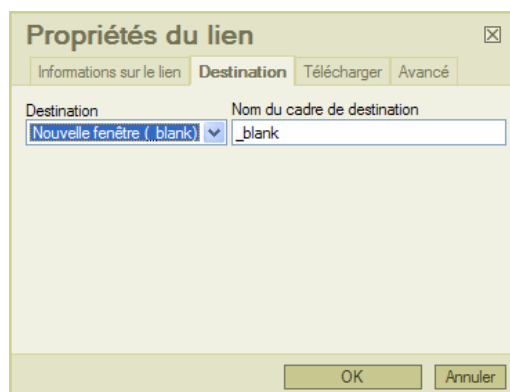 Propriétés du lien
Informations sur le lien Destination Télécharger Avancé
Destination Nom du cadre de destination
Nouvelle fenêtre (_blank) _blank
OK Annuler